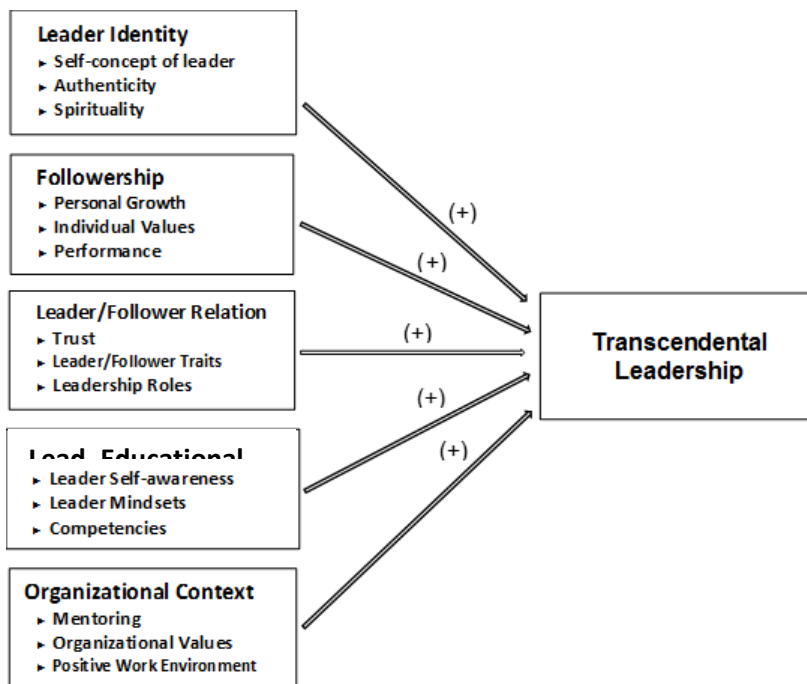 Leader Identity
► Self-concept of leader
► Authenticity
► Spirituality
Followership
► Personal Growth
► Individual Values
► Performance
Leader/Follower Relation
► Trust
► Leader/Follower Traits
► Leadership Roles
Lead. Educational
► Leader Self-awareness
► Leader Mindsets
► Competencies
Organizational Context
► Mentoring
► Organizational Values
► Positive Work Environment
(+)
(+)
(+)
(+)
(+)
Transcendental
Leadership